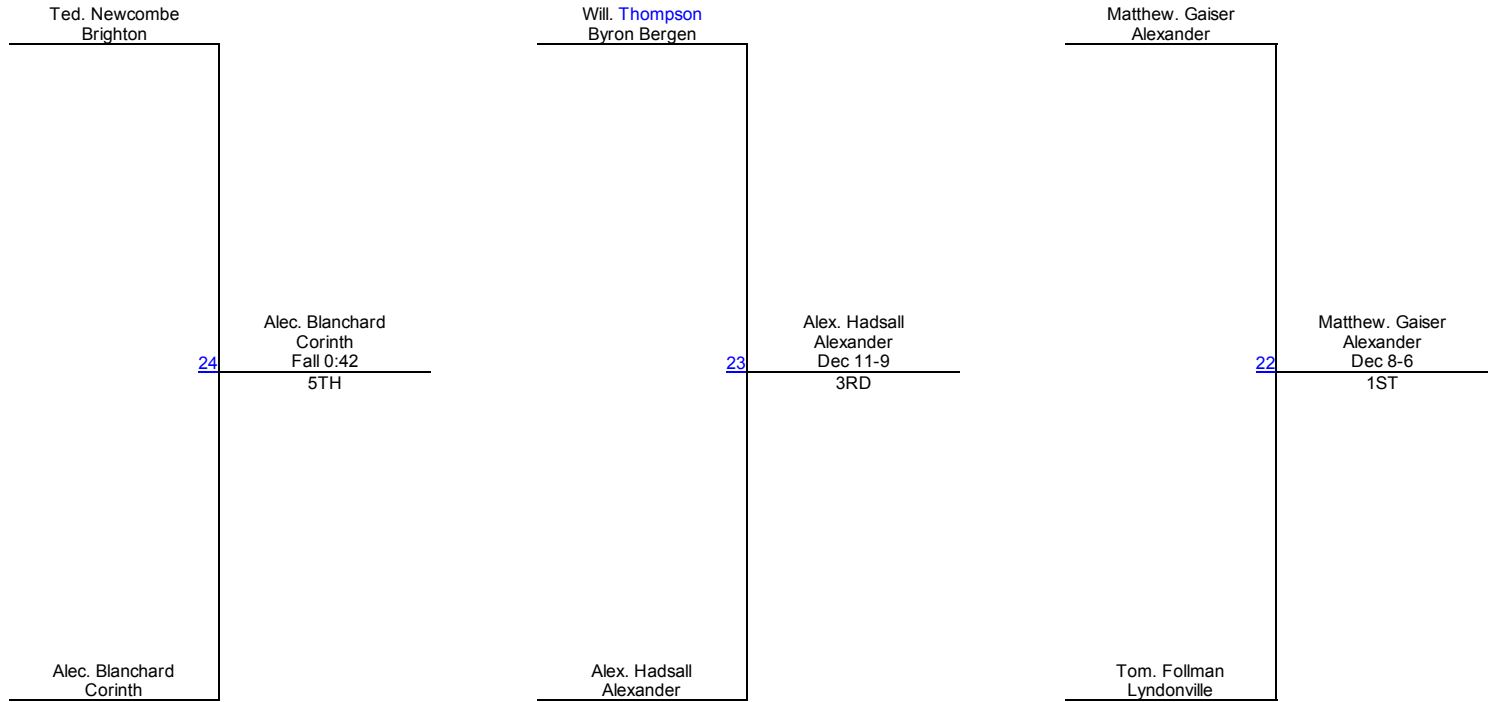 Ted. Newcombe
Brighton
24
Alec. Blanchard
Corinth
Fall 0:42
5TH
Alec. Blanchard
Corinth
Will. Thompson
Byron Bergen
23
Alex. Hadsall
Alexander
Dec 11-9
3RD
Alex. Hadsall
Alexander
Matthew. Gaiser
Alexander
22
Matthew. Gaiser
Alexander
Dec 8-6
1ST
Tom. Follman
Lyndonville